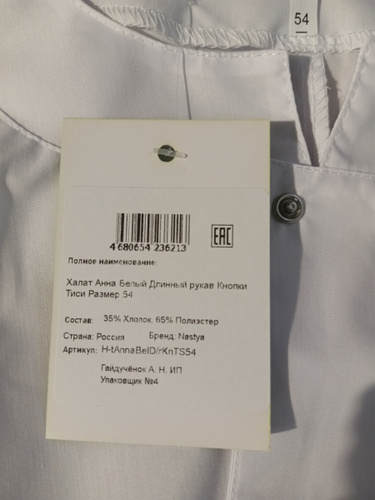 54
4 680654 236213
EAC
Полное наименование:
Халат Анна Белый Длинный рукав Кнопки
Тиси Размер 54
Состав: 35% Хлопок, 65% Полиэстер
Страна: Россия Бренд: Nastya
Артикул: H-tAnnaBelD/rKnTS54
Гайдучёнок А. Н. ИП
Упаковщик №4